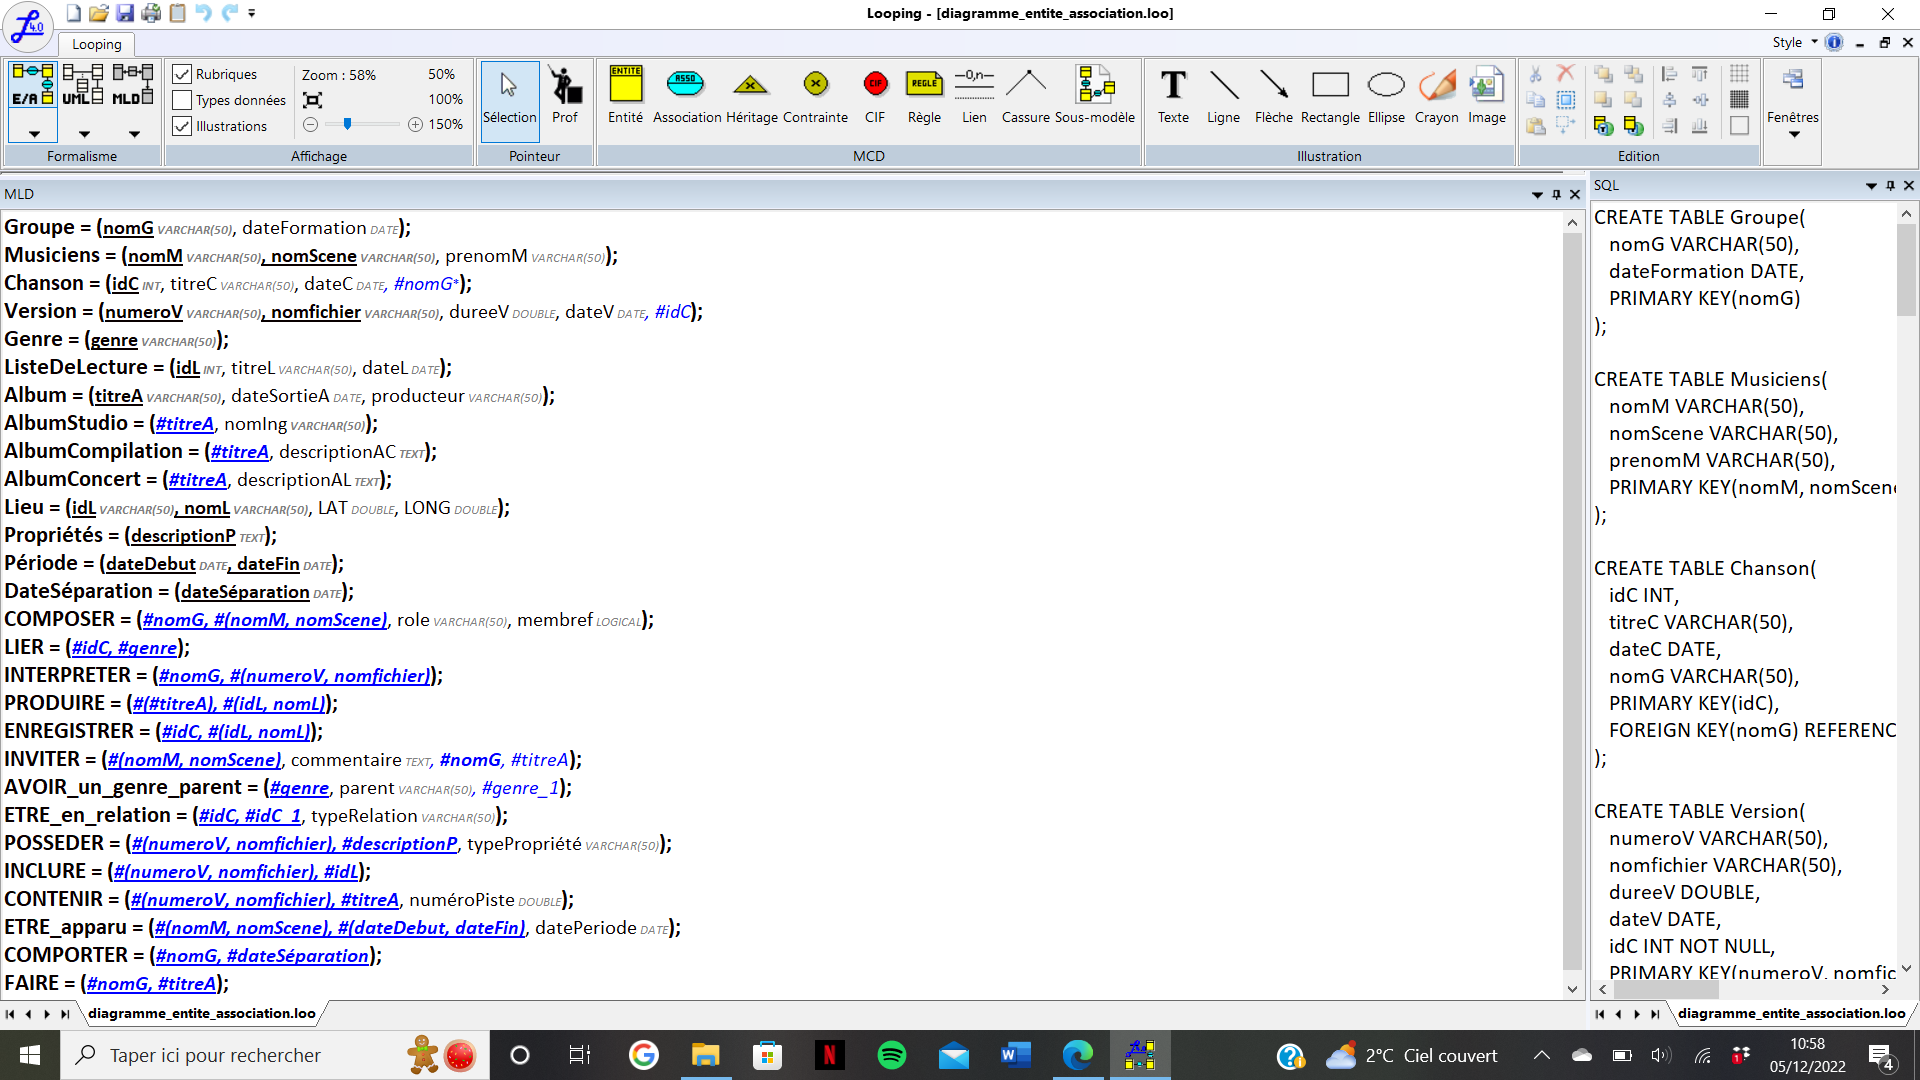 Looping - [diagramme_entite_association.loo]
4.0
Looping
Style
E/A UML MLD
Formalisme
Rubriques
Types données
Illustrations
Zoom : 58%
50%
100%
150%
Affichage
Sélection Prof
Pointeur
ENTITE ASSO CIF REGLE —0,n—
Entité Association Héritage Contrainte CIF Règle Lien Cassure Sous-modèle
MCD
Texte Ligne Flèche Rectangle Ellipse Crayon Image
Illustration
Edition
Fenêtres
MLD
Groupe = (nomG VARCHAR(50), dateFormation DATE);
Musiciens = (nomM VARCHAR(50), nomScene VARCHAR(50), prenomM VARCHAR(50));
Chanson = (idC INT, titreC VARCHAR(50), dateC DATE, #nomG*);
Version = (numeroV VARCHAR(50), nomfichier VARCHAR(50), dureeV DOUBLE, dateV DATE, #idC);
Genre = (genre VARCHAR(50));
ListeDeLecture = (idL INT, titreL VARCHAR(50), dateL DATE);
Album = (titreA VARCHAR(50), dateSortieA DATE, producteur VARCHAR(50));
AlbumStudio = (#titreA, nomIng VARCHAR(50));
AlbumCompilation = (#titreA, descriptionAC TEXT);
AlbumConcert = (#titreA, descriptionAL TEXT);
Lieu = (idL VARCHAR(50), nomL VARCHAR(50), LAT DOUBLE, LONG DOUBLE);
Propriétés = (descriptionP TEXT);
Période = (dateDebut DATE, dateFin DATE);
DateSéparation = (dateSéparation DATE);
COMPOSER = (#nomG, #(nomM, nomScene), role VARCHAR(50), membref LOGICAL);
LIER = (#idC, #genre);
INTERPRETER = (#nomG, #(numeroV, nomfichier));
PRODUIRE = (#(#titreA), #(idL, nomL));
ENREGISTRER = (#idC, #(idL, nomL));
INVITER = (#(nomM, nomScene), commentaire TEXT, #nomG, #titreA);
AVOIR_un_genre_parent = (#genre, parent VARCHAR(50), #genre_1);
ETRE_en_relation = (#idC, #idC_1, typeRelation VARCHAR(50));
POSSEDER = (#(numeroV, nomfichier), #descriptionP, typePropriété VARCHAR(50));
INCLURE = (#(numeroV, nomfichier), #idL);
CONTENIR = (#(numeroV, nomfichier), #titreA, numéroPiste DOUBLE);
ETRE_apparu = (#(nomM, nomScene), #(dateDebut, dateFin), datePeriode DATE);
COMPORTER = (#nomG, #dateSéparation);
FAIRE = (#nomG, #titreA);
diagramme_entite_association.loo
SQL
CREATE TABLE Groupe(
nomG VARCHAR(50),
dateFormation DATE,
PRIMARY KEY(nomG)
);
CREATE TABLE Musiciens(
nomM VARCHAR(50),
nomScene VARCHAR(50),
prenomM VARCHAR(50),
PRIMARY KEY(nomM, nomScen
);
CREATE TABLE Chanson(
idC INT,
titreC VARCHAR(50),
dateC DATE,
nomG VARCHAR(50),
PRIMARY KEY(idC),
FOREIGN KEY(nomG) REFERENC
);
CREATE TABLE Version(
numeroV VARCHAR(50),
nomfichier VARCHAR(50),
dureeV DOUBLE,
dateV DATE,
idC INT NOT NULL,
PRIMARY KEY(numeroV, nomfic
diagramme_entite_association.loo
Taper ici pour rechercher
2°C Ciel couvert
10:58
05/12/2022
4